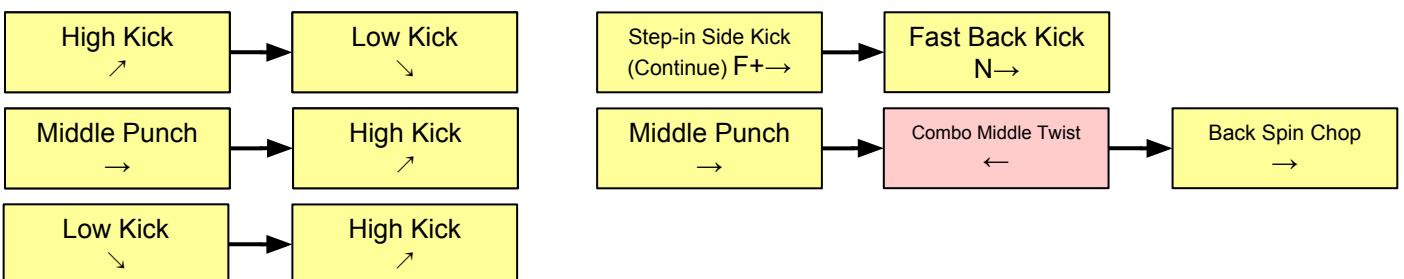 High Kick
↗
Low Kick
↘
Middle Punch
→
High Kick
↗
Low Kick
↘
High Kick
↗
Step-in Side Kick
(Continue) F+→
Fast Back Kick
N→
Middle Punch
→
Combo Middle Twist
←
Back Spin Chop
→